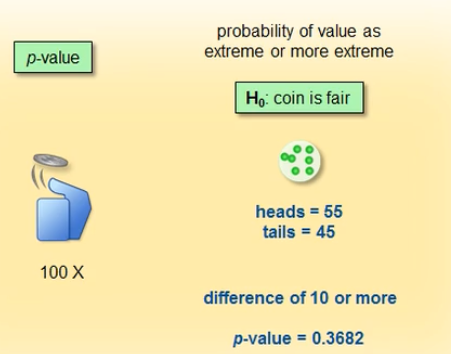 probability of value as
extreme or more extreme
p-value
H₀: coin is fair
heads = 55
tails = 45
100 X
difference of 10 or more
p-value = 0.3682